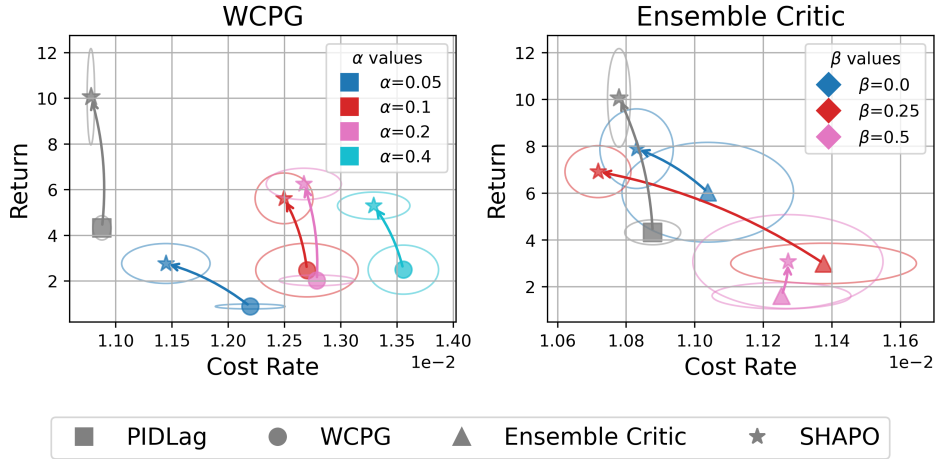 WCPG
Return
12
10
8
6
4
2
α values
α=0.05
α=0.1
α=0.2
α=0.4
1.10 1.15 1.20 1.25 1.30 1.35 1.40
1e−2
Cost Rate
Ensemble Critic
Return
12
10
8
6
4
2
β values
β=0.0
β=0.25
β=0.5
1.06 1.08 1.10 1.12 1.14 1.16
1e−2
Cost Rate
PIDLag WCPG Ensemble Critic SHAPO